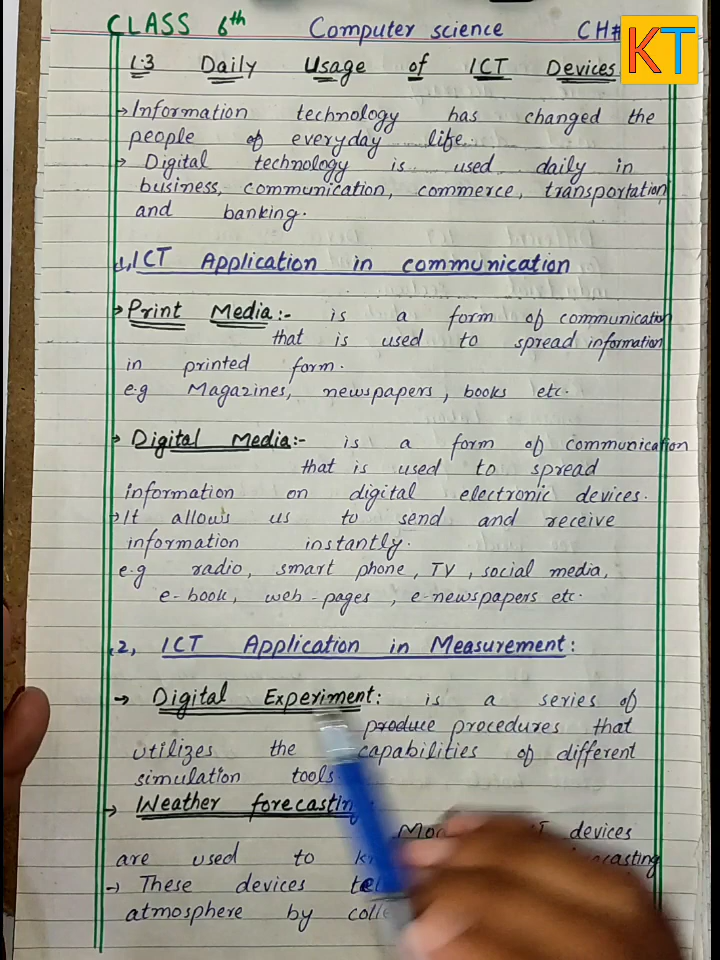 CLASS 6th Computer science CH#
KT
1.3 Daily Usage of ICT Devices
→ Information technology has changed the
people of everyday life.
→ Digital technology is used daily in
business, communication, commerce, transportation
and banking.
1, ICT Application in communication
→ Print Media:- is a form of communication
that is used to spread information
in printed form.
e.g Magazines, newspapers, books etc.
→ Digital Media:- is a form of communication
that is used to spread
information on digital electronic devices.
→ It allows us to send and receive
information instantly.
e.g radio, smart phone, TV, social media,
e-book, web-pages, e-newspapers etc.
2, ICT Application in Measurement:
→ Digital Experiment: is a series of
produce procedures that
utilizes the capabilities of different
simulation tools.
→ Weather forecasting
devices
are used to
→ These devices
atmosphere by